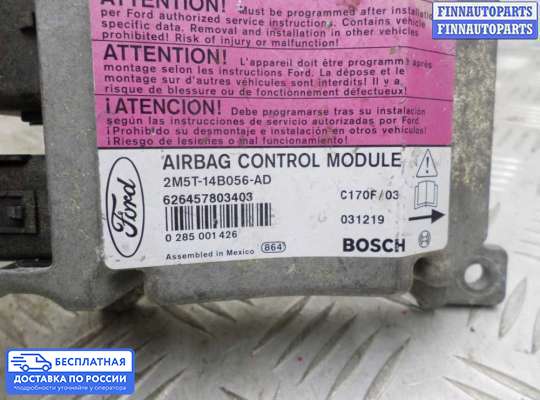 ATTENTION! Must be programmed after installation
per Ford authorized service instruction. Contains vehicle
specific data. Removal and installation in other vehicles
prohibited! Risk of injury or malfunction!
ATTENTION! L'appareil doit être programmé après
montage selon les instructions Ford. La dépose et le
montage sur d'autres véhicules sont interdits! Il y a
risque de blessure ou de fonctionnement défectueux!
¡ATENCION! Debe programarse tras su instalación
según las instrucciones de servicio autorizadas por Ford.
¡Prohibido su desmontaje e instalación en otros vehículos!
¡Riesgo de lesiones o mal funcionamiento!
Ford
AIRBAG CONTROL MODULE
2M5T-14B056-AD
626457803403
C170F/03
031219
0 285 001 426
BOSCH
Assembled in Mexico 864
FINNAUTOPARTS
FINNAUTOPARTS
БЕСПЛАТНАЯ
ДОСТАВКА ПО РОССИИ
подробности уточняйте у оператора